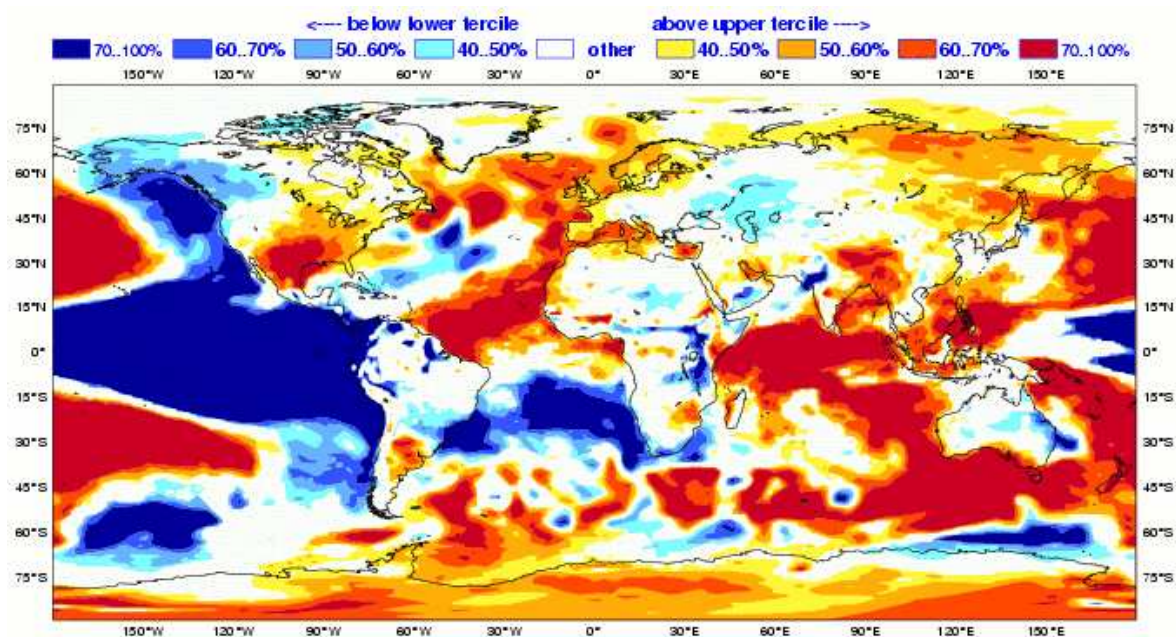 <---- below lower tercile above upper tercile ---->
70..100% 60..70% 50..60% 40..50% other 40..50% 50..60% 60..70% 70..100%
150°W 120°W 90°W 60°W 30°W 0° 30°E 60°E 90°E 120°E 150°E
75°N 75°N
60°N 60°N
45°N 45°N
30°N 30°N
15°N 15°N
0° 0°
15°S 15°S
30°S 30°S
45°S 45°S
60°S 60°S
75°S 75°S
150°W 120°W 90°W 60°W 30°W 0° 30°E 60°E 90°E 120°E 150°E